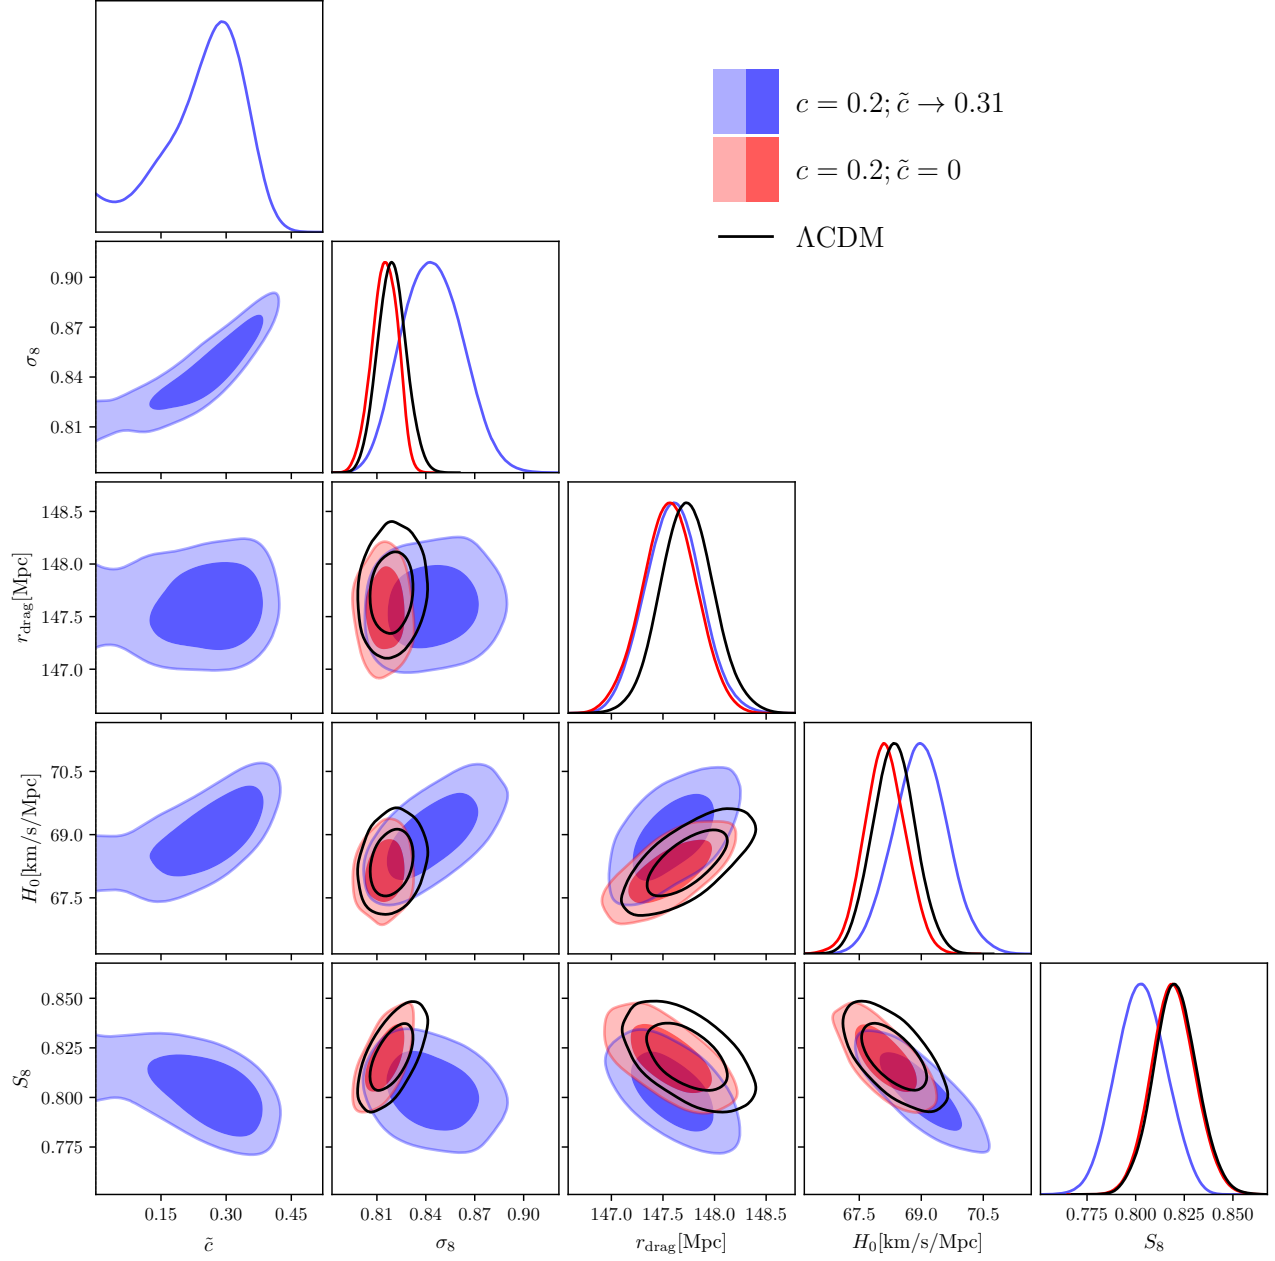 c = 0.2; c̃ → 0.31
c = 0.2; c̃ = 0
ΛCDM
0.90
0.87
0.84
0.81
σ₈
148.5
148.0
147.5
147.0
r_drag[Mpc]
70.5
69.0
67.5
H₀[km/s/Mpc]
0.850
0.825
0.800
0.775
S₈
0.15 0.30 0.45
0.81 0.84 0.87 0.90
147.0 147.5 148.0 148.5
67.5 69.0 70.5
0.775 0.800 0.825 0.850
c̃
σ₈
r_drag[Mpc]
H₀[km/s/Mpc]
S₈